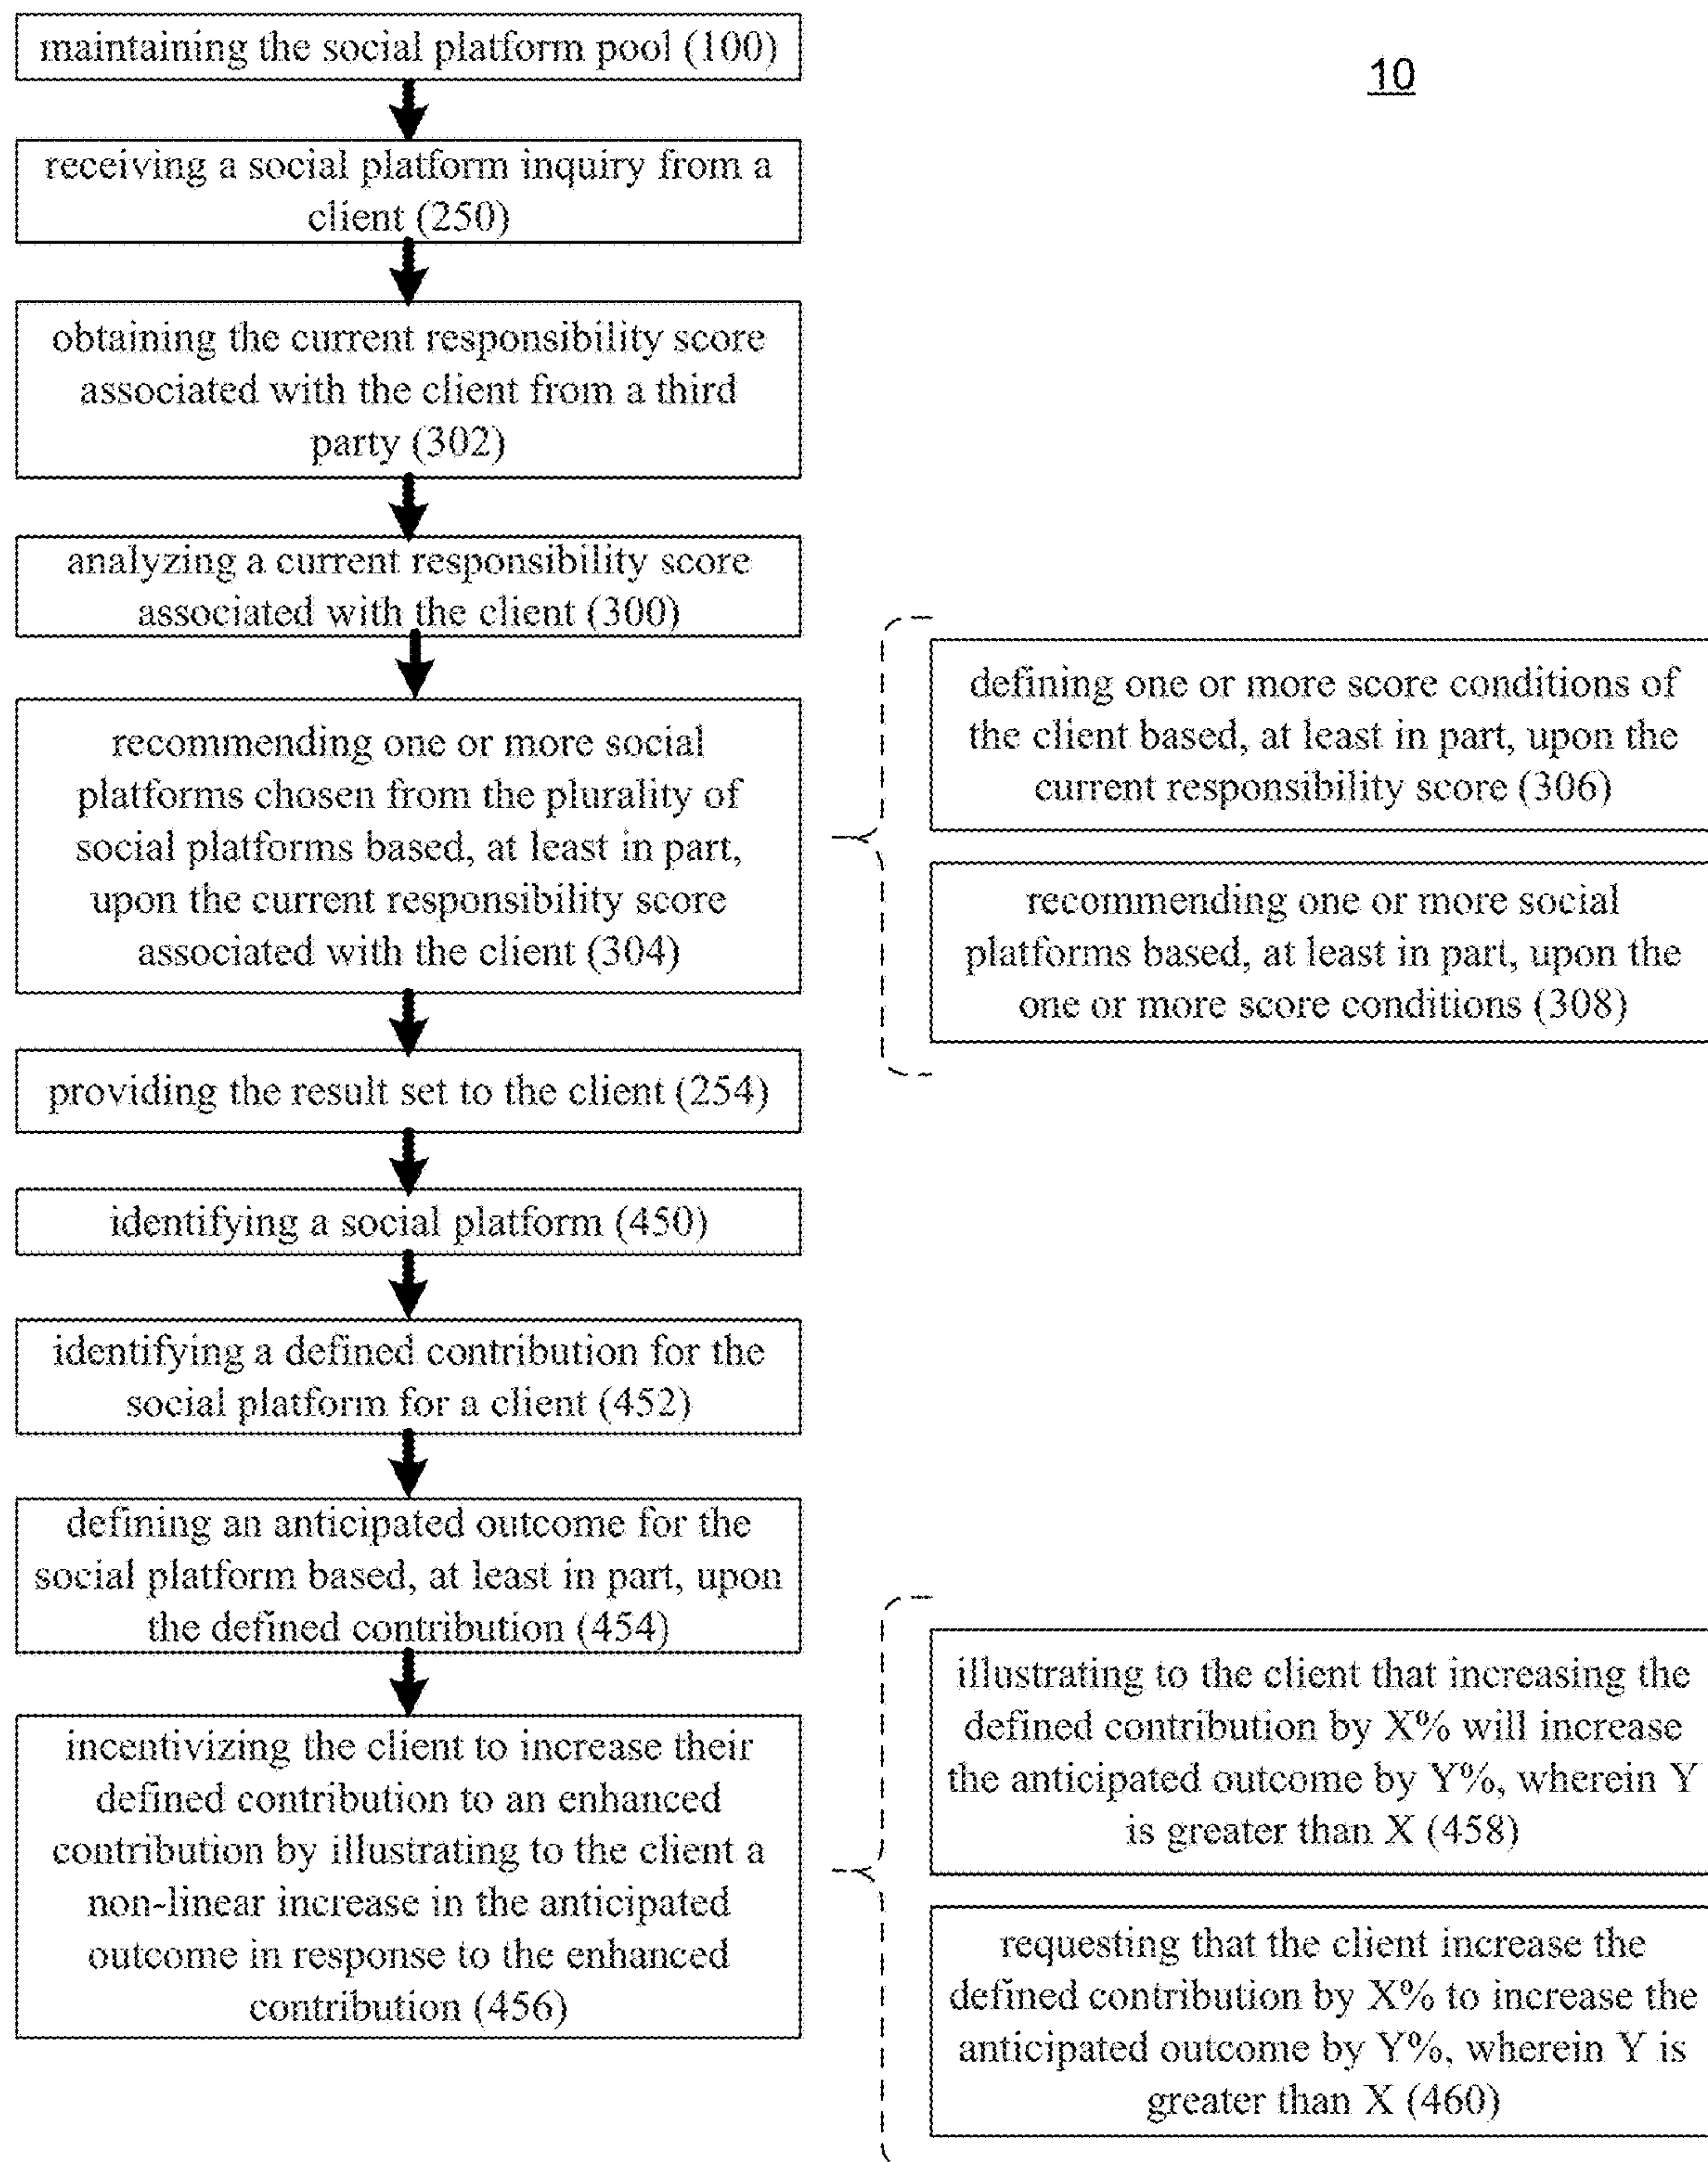 maintaining the social platform pool (100)
10
receiving a social platform inquiry from a
client (250)
obtaining the current responsibility score
associated with the client from a third
party (302)
analyzing a current responsibility score
associated with the client (300)
recommending one or more social
platforms chosen from the plurality of
social platforms based, at least in part,
upon the current responsibility score
associated with the client (304)
defining one or more score conditions of
the client based, at least in part, upon the
current responsibility score (306)
recommending one or more social
platforms based, at least in part, upon the
one or more score conditions (308)
providing the result set to the client (254)
identifying a social platform (450)
identifying a defined contribution for the
social platform for a client (452)
defining an anticipated outcome for the
social platform based, at least in part, upon
the defined contribution (454)
incentivizing the client to increase their
defined contribution to an enhanced
contribution by illustrating to the client a
non-linear increase in the anticipated
outcome in response to the enhanced
contribution (456)
illustrating to the client that increasing the
defined contribution by X% will increase
the anticipated outcome by Y%, wherein Y
is greater than X (458)
requesting that the client increase the
defined contribution by X% to increase the
anticipated outcome by Y%, wherein Y is
greater than X (460)